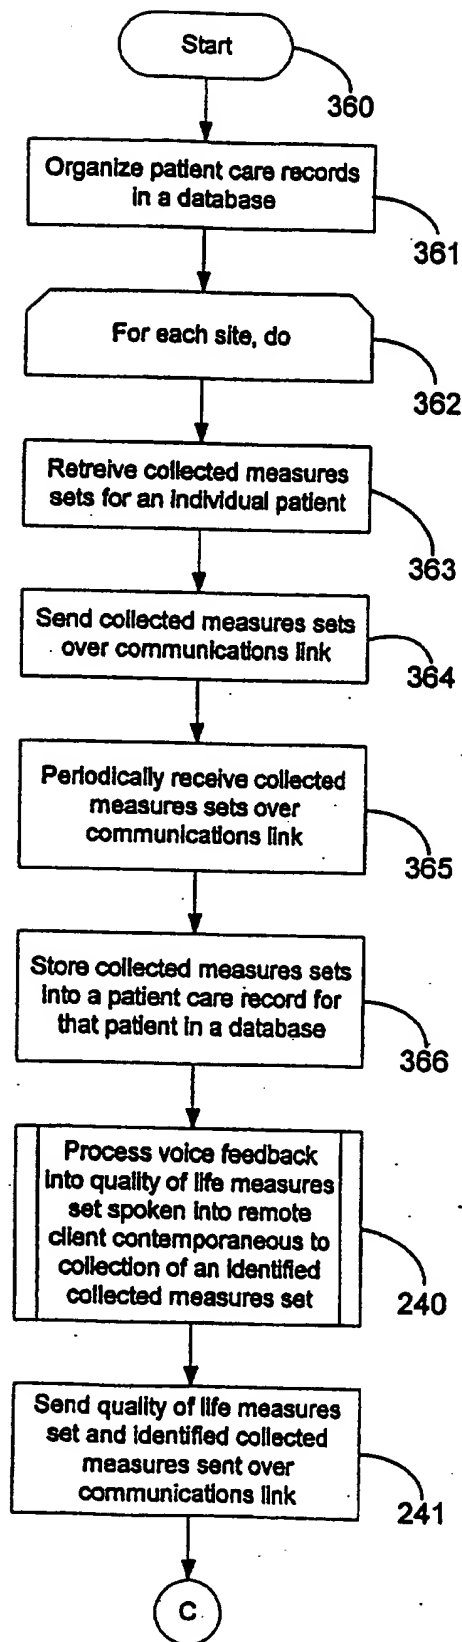 Start
360
Organize patient care records
in a database
361
For each site, do
362
Retreive collected measures
sets for an individual patient
363
Send collected measures sets
over communications link
364
Periodically receive collected
measures sets over
communications link
365
Store collected measures sets
into a patient care record for
that patient in a database
366
Process voice feedback
into quality of life measures
set spoken into remote
client contemporaneous to
collection of an identified
collected measures set
240
Send quality of life measures
set and identified collected
measures sent over
communications link
241
C